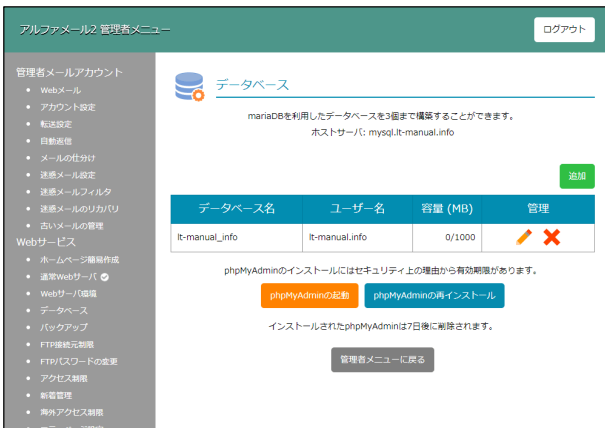 アルファメール2 管理者メニュー
ログアウト
管理者メールアカウント
Webメール
アカウント設定
転送設定
自動返信
メールの仕分け
迷惑メール設定
迷惑メールフィルタ
迷惑メールのリカバリ
古いメールの管理
Webサービス
ホームページ簡易作成
通常Webサーバ
Webサーバ環境
データベース
バックアップ
FTP接続元制限
FTPパスワードの変更
アクセス制限
新着管理
海外アクセス制限
データベース
mariaDBを利用したデータベースを3個まで構築することができます。
ホストサーバ: mysql.lt-manual.info
追加
データベース名 ユーザー名 容量 (MB) 管理
lt-manual_info lt-manual.info 0/1000
phpMyAdminのインストールにはセキュリティ上の理由から有効期限があります。
phpMyAdminの起動 phpMyAdminの再インストール
インストールされたphpMyAdminは7日後に削除されます。
管理者メニューに戻る